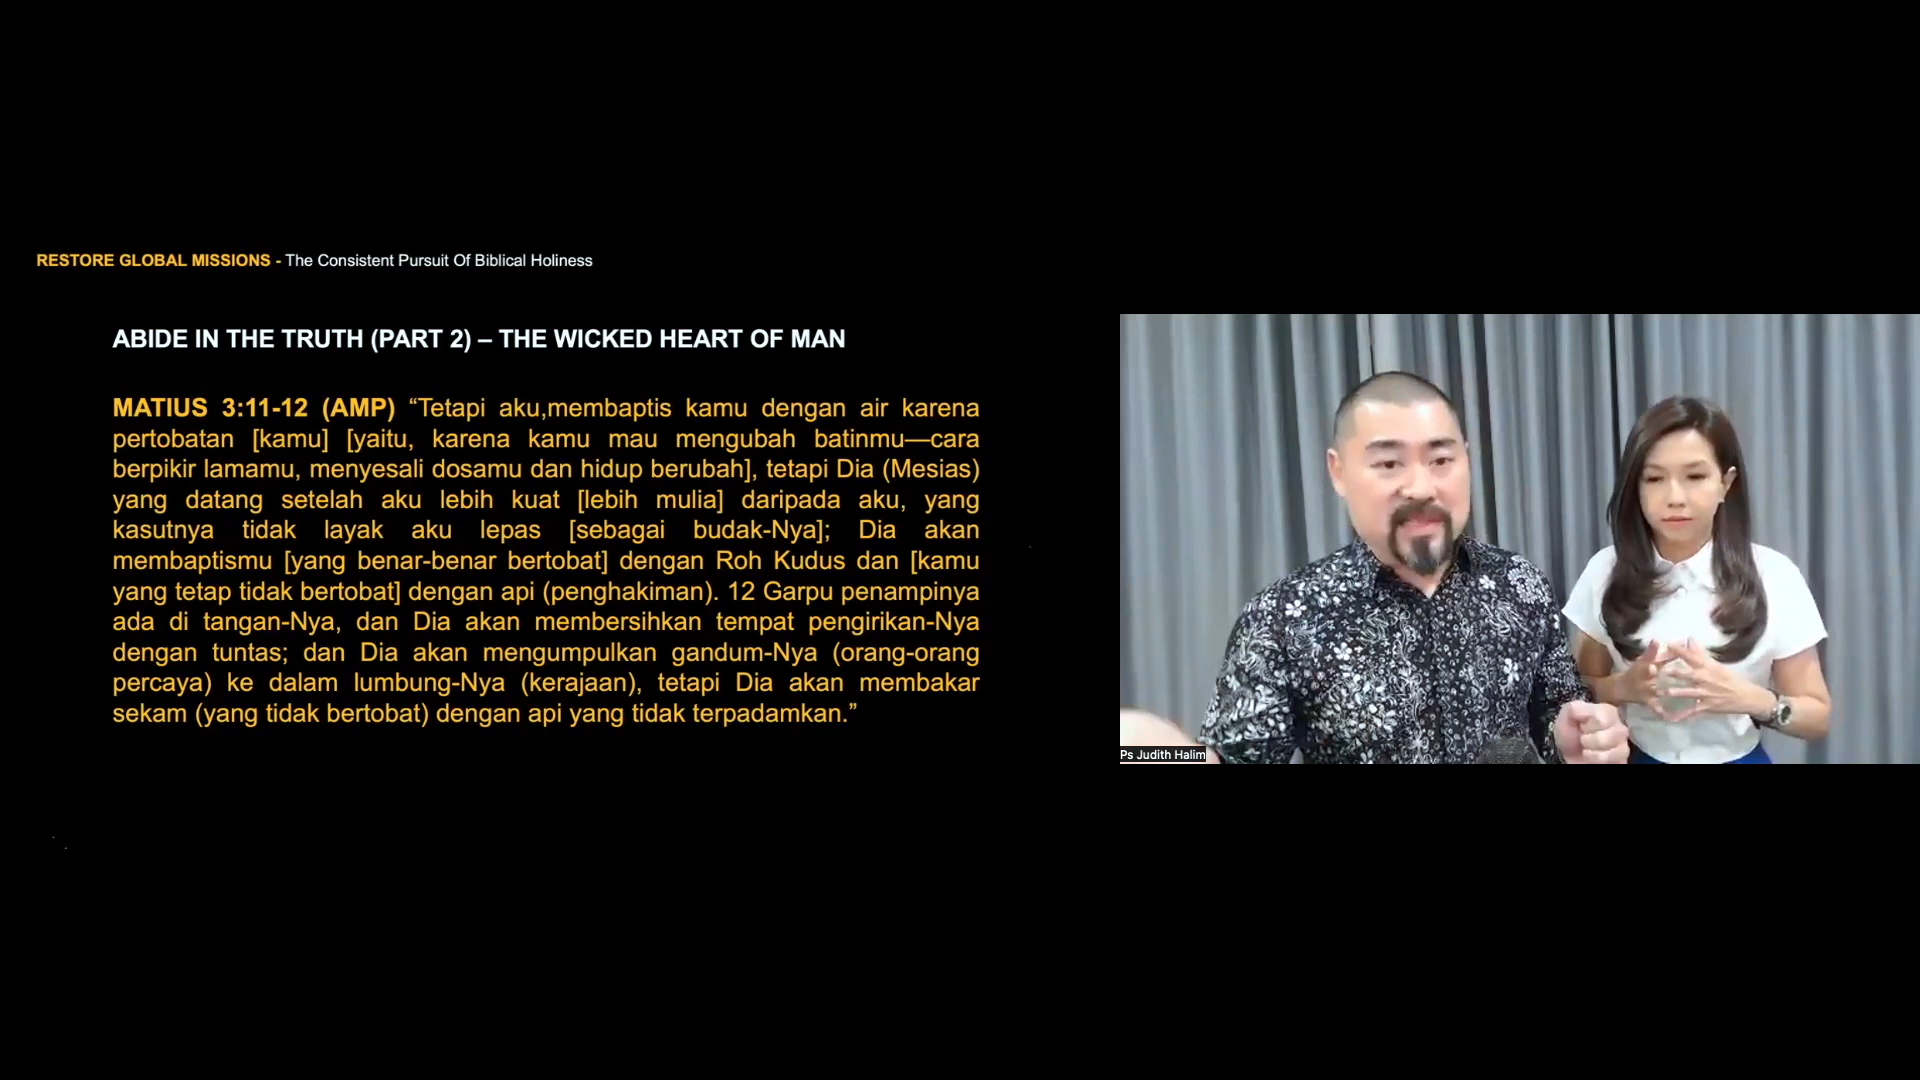 RESTORE GLOBAL MISSIONS - The Consistent Pursuit Of Biblical Holiness
ABIDE IN THE TRUTH (PART 2) – THE WICKED HEART OF MAN
MATIUS 3:11-12 (AMP) “Tetapi aku,membaptis kamu dengan air karena
pertobatan [kamu] [yaitu, karena kamu mau mengubah batinmu—cara
berpikir lamamu, menyesali dosamu dan hidup berubah], tetapi Dia (Mesias)
yang datang setelah aku lebih kuat [lebih mulia] daripada aku, yang
kasutnya tidak layak aku lepas [sebagai budak-Nya]; Dia akan
membaptismu [yang benar-benar bertobat] dengan Roh Kudus dan [kamu
yang tetap tidak bertobat] dengan api (penghakiman). 12 Garpu penampinya
ada di tangan-Nya, dan Dia akan membersihkan tempat pengirikan-Nya
dengan tuntas; dan Dia akan mengumpulkan gandum-Nya (orang-orang
percaya) ke dalam lumbung-Nya (kerajaan), tetapi Dia akan membakar
sekam (yang tidak bertobat) dengan api yang tidak terpadamkan.”
Ps Judith Halim